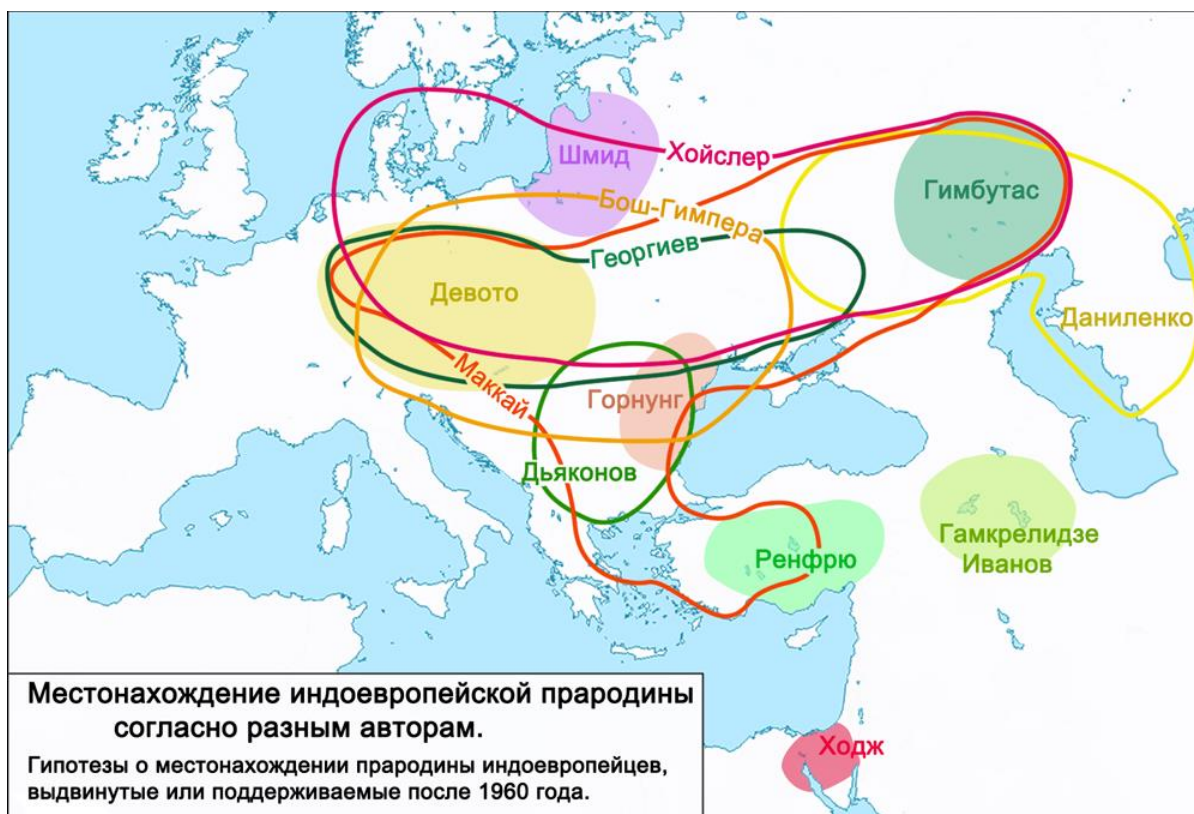 Шмид
Хойслер
Гимбутас
Бош-Гимпера
Георгиев
Девото
Даниленко
Маккай
Горнунг
Дьяконов
Гамкрелидзе
Иванов
Ренфрю
Ходж
Местонахождение индоевропейской прародины
согласно разным авторам.
Гипотезы о местонахождении прародины индоевропейцев,
выдвинутые или поддерживаемые после 1960 года.